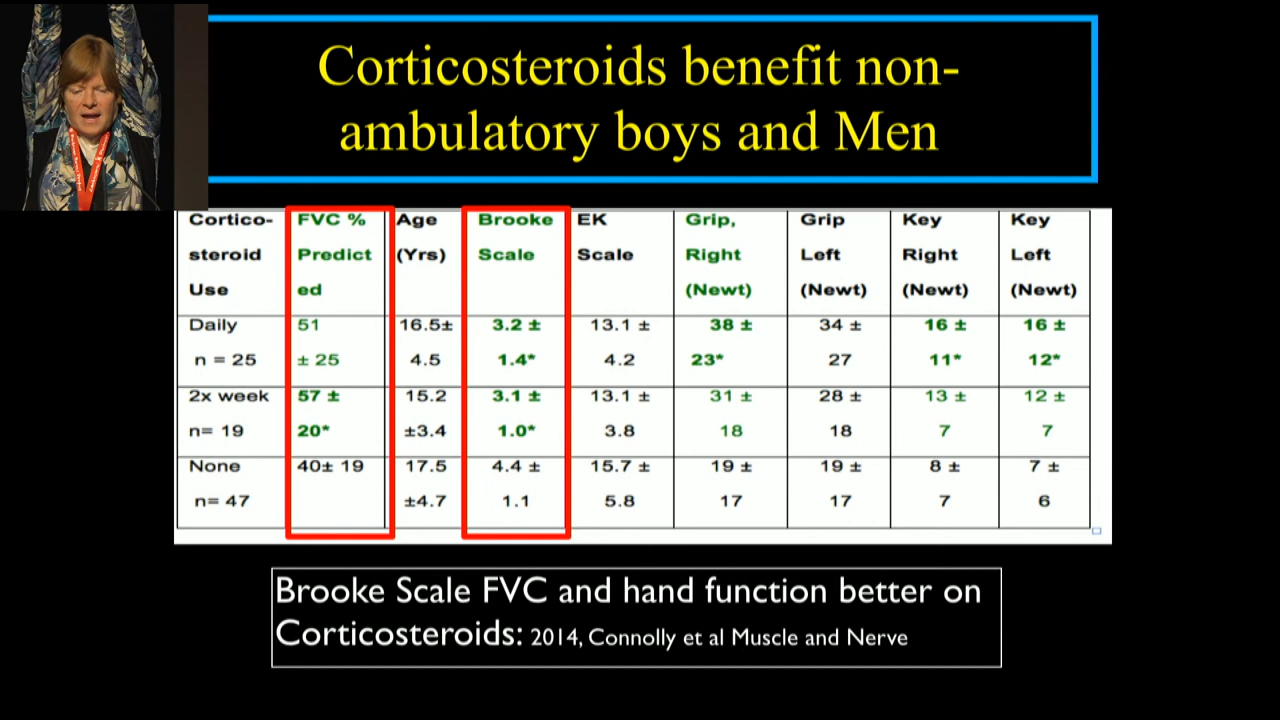 Corticosteroids benefit non-
ambulatory boys and Men
Cortico-
steroid
Use
FVC %
Predict
ed
Age
(Yrs)
Brooke
Scale
EK
Scale
Grip,
Right
(Newt)
Grip
Left
(Newt)
Key
Right
(Newt)
Key
Left
(Newt)
Daily
n = 25
51
± 25
16.5±
4.5
3.2 ±
1.4*
13.1 ±
4.2
38 ±
23*
34 ±
27
16 ±
11*
16 ±
12*
2x week
n= 19
57 ±
20*
15.2
±3.4
3.1 ±
1.0*
13.1 ±
3.8
31 ±
18
28 ±
18
13 ±
7
12 ±
7
None
n= 47
40± 19
17.5
±4.7
4.4 ±
1.1
15.7 ±
5.8
19 ±
17
19 ±
17
8 ±
7
7 ±
6
Brooke Scale FVC and hand function better on
Corticosteroids: 2014, Connolly et al Muscle and Nerve